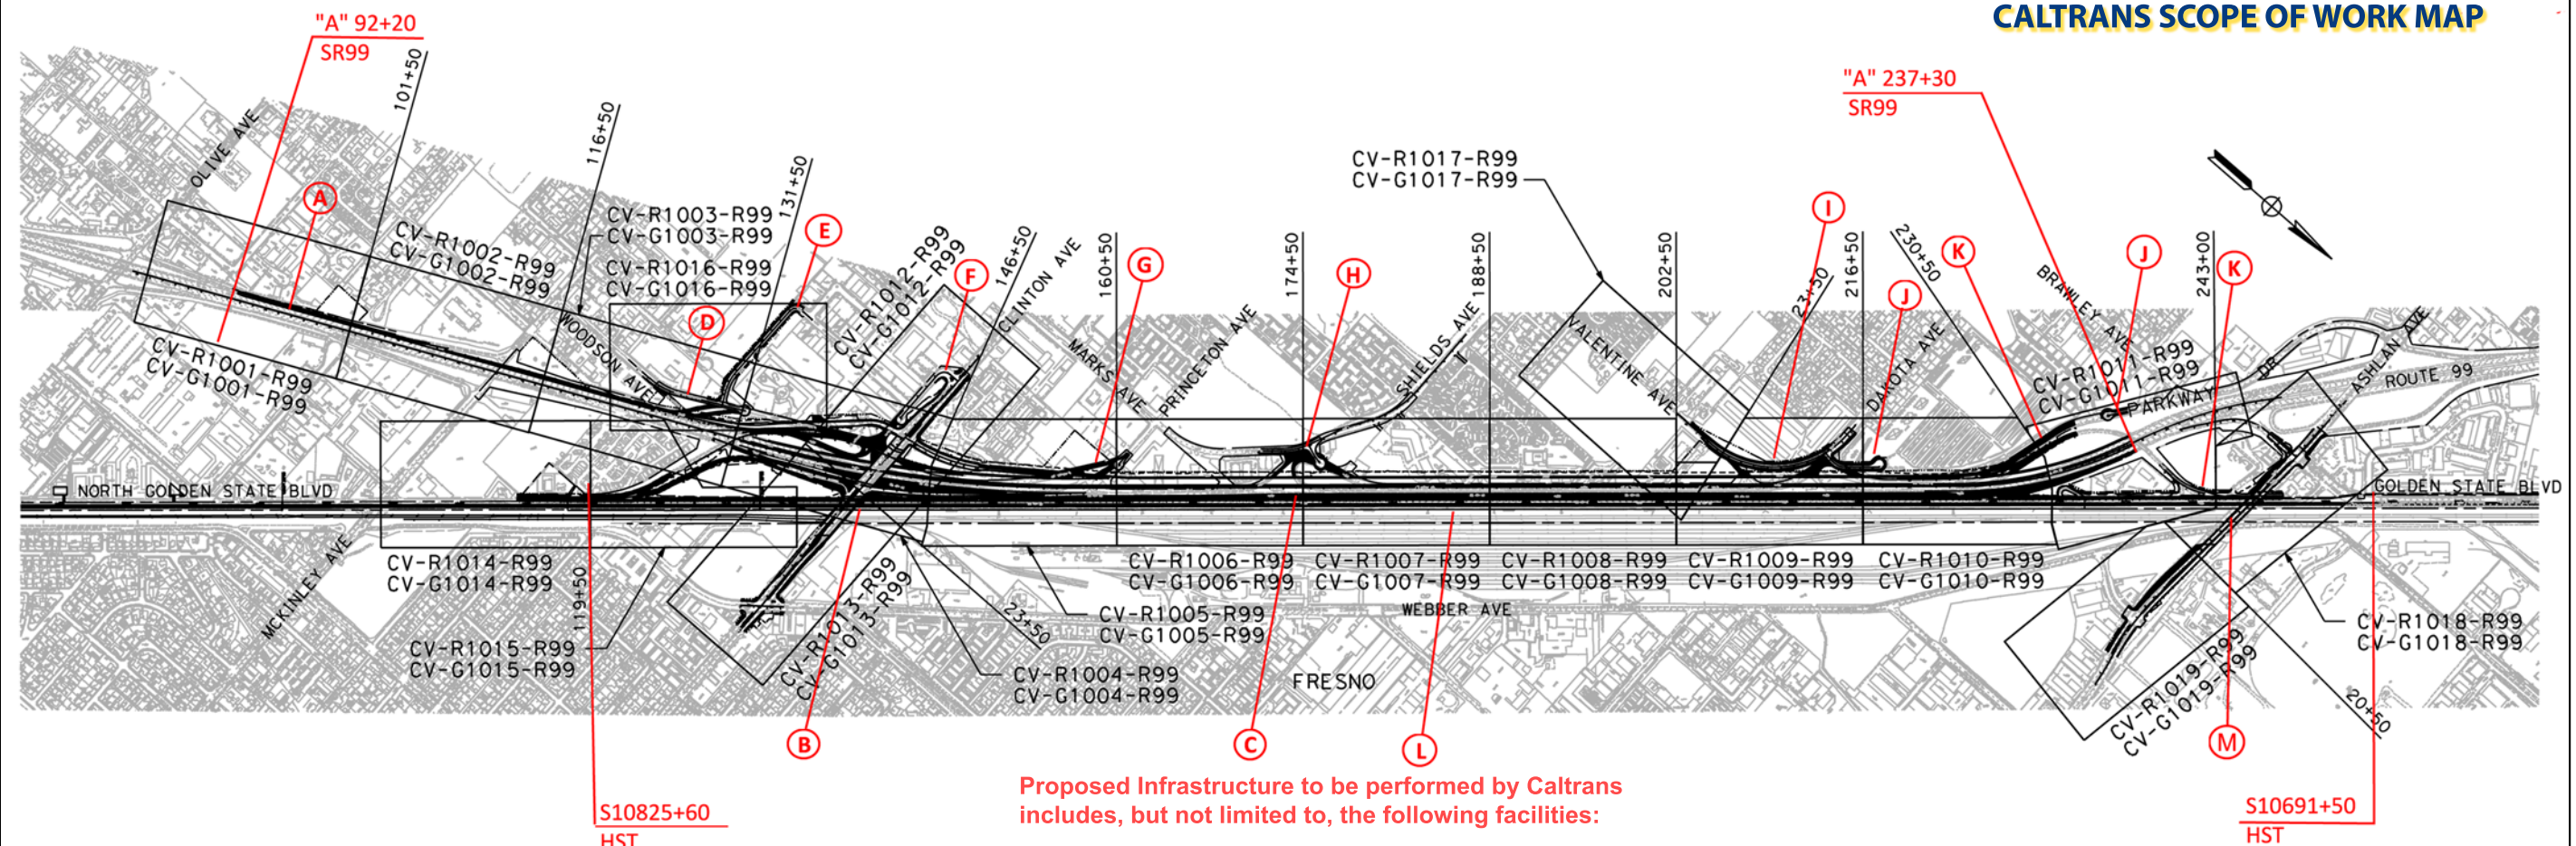 CALTRANS SCOPE OF WORK MAP
"A" 92+20
SR99
"A" 237+30
SR99
101+50
116+50
131+50
146+50
160+50
174+50
188+50
202+50
23+50
216+50
230+50
243+00
OLIVE AVE
A
CV-R1002-R99
CV-G1002-R99
CV-R1003-R99
CV-G1003-R99
CV-R1016-R99
CV-G1016-R99
E
D
CV-R1012-R99
CV-G1012-R99
F
CLINTON AVE
G
MARKS AVE
PRINCETON AVE
H
SHIELDS AVE
CV-R1017-R99
CV-G1017-R99
VALENTINE AVE
I
J
DAKOTA AVE
K
BRAWLEY AVE
J
K
CV-R1011-R99
CV-G1011-R99
PARKWAY
DR
ASHLAN AVE
ROUTE 99
CV-R1001-R99
CV-G1001-R99
WOODSON AVE
NORTH GOLDEN STATE BLVD
GOLDEN STATE BLVD
MCKINLEY AVE
CV-R1014-R99
CV-G1014-R99
119+50
CV-R1015-R99
CV-G1015-R99
CV-R1013-R99
CV-G1013-R99
23+50
CV-R1004-R99
CV-G1004-R99
CV-R1005-R99
CV-G1005-R99
CV-R1006-R99
CV-G1006-R99
CV-R1007-R99
CV-G1007-R99
CV-R1008-R99
CV-G1008-R99
CV-R1009-R99
CV-G1009-R99
CV-R1010-R99
CV-G1010-R99
WEBBER AVE
FRESNO
CV-R1018-R99
CV-G1018-R99
CV-R1019-R99
CV-G1019-R99
20+50
B
C
L
M
S10825+60
HST
S10691+50
HST
Proposed Infrastructure to be performed by Caltrans
includes, but not limited to, the following facilities: